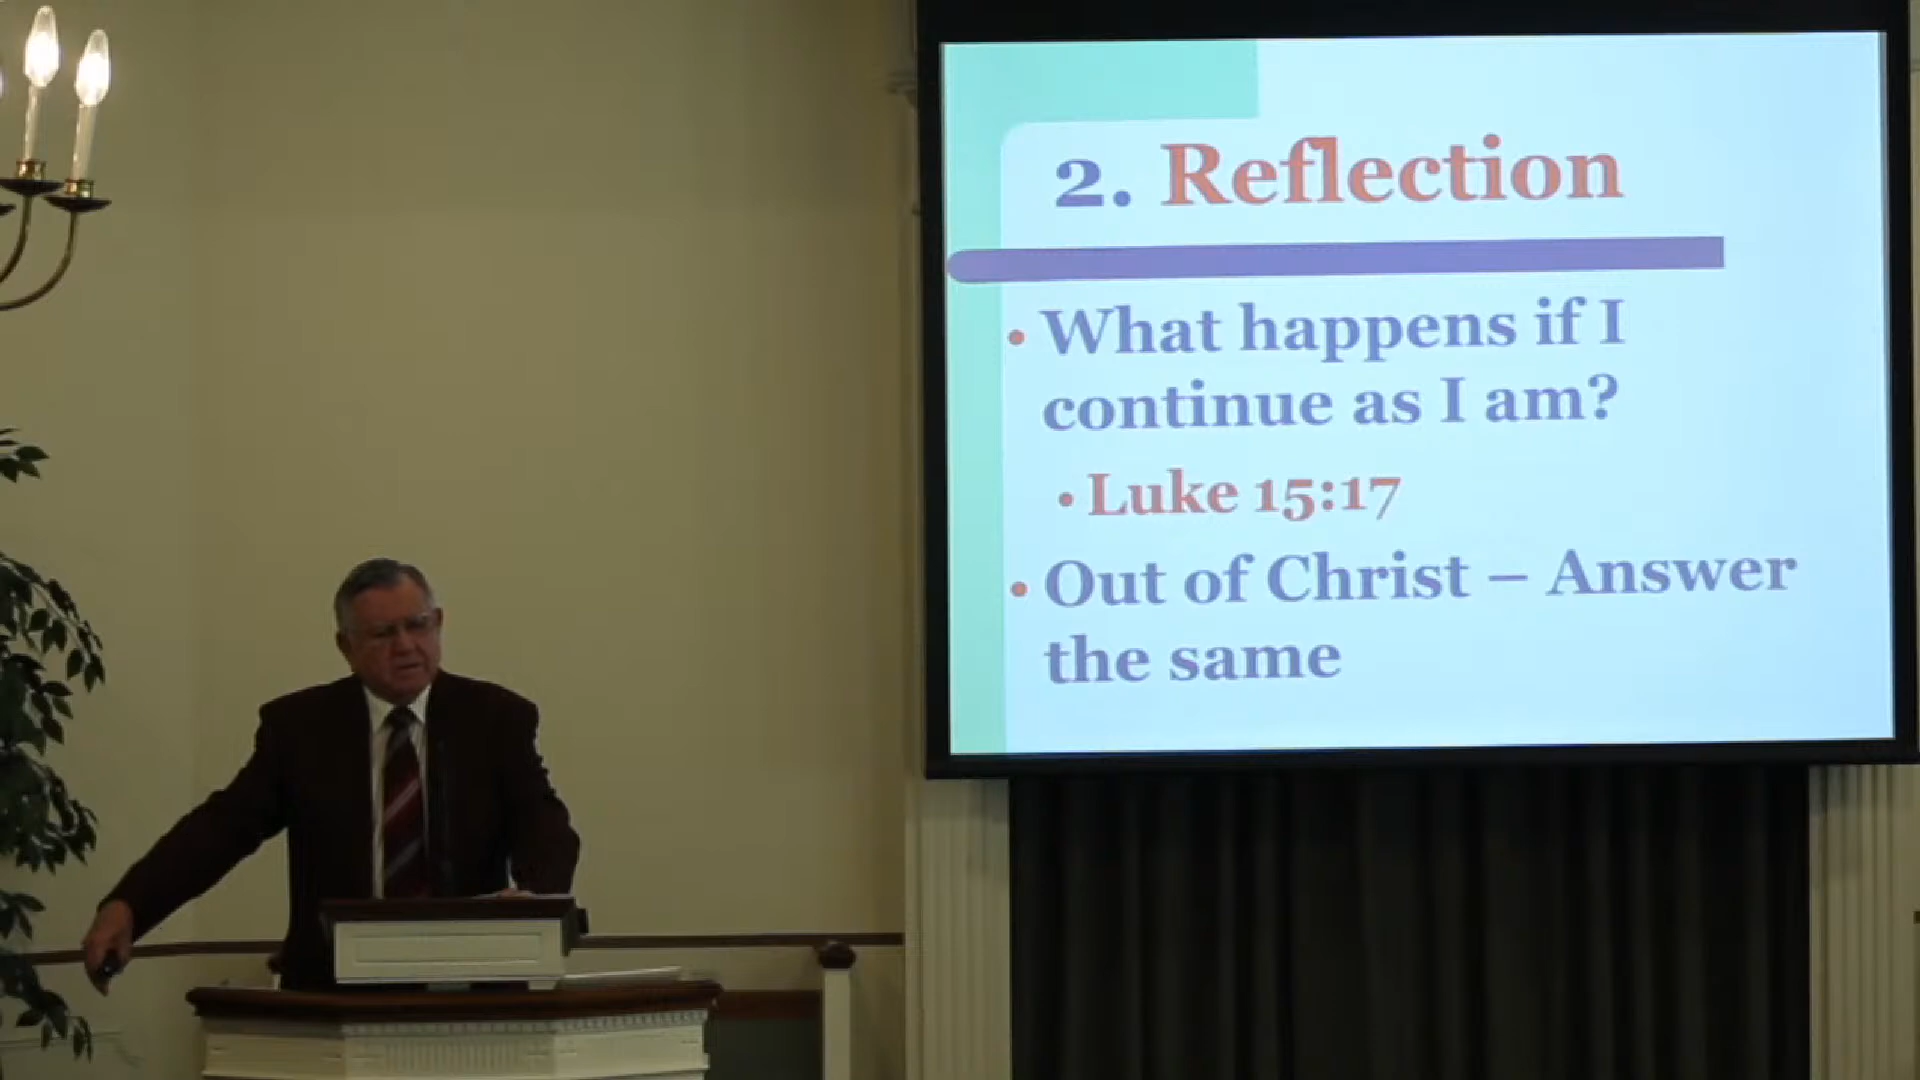 2. Reflection
• What happens if I
continue as I am?
• Luke 15:17
• Out of Christ – Answer
the same